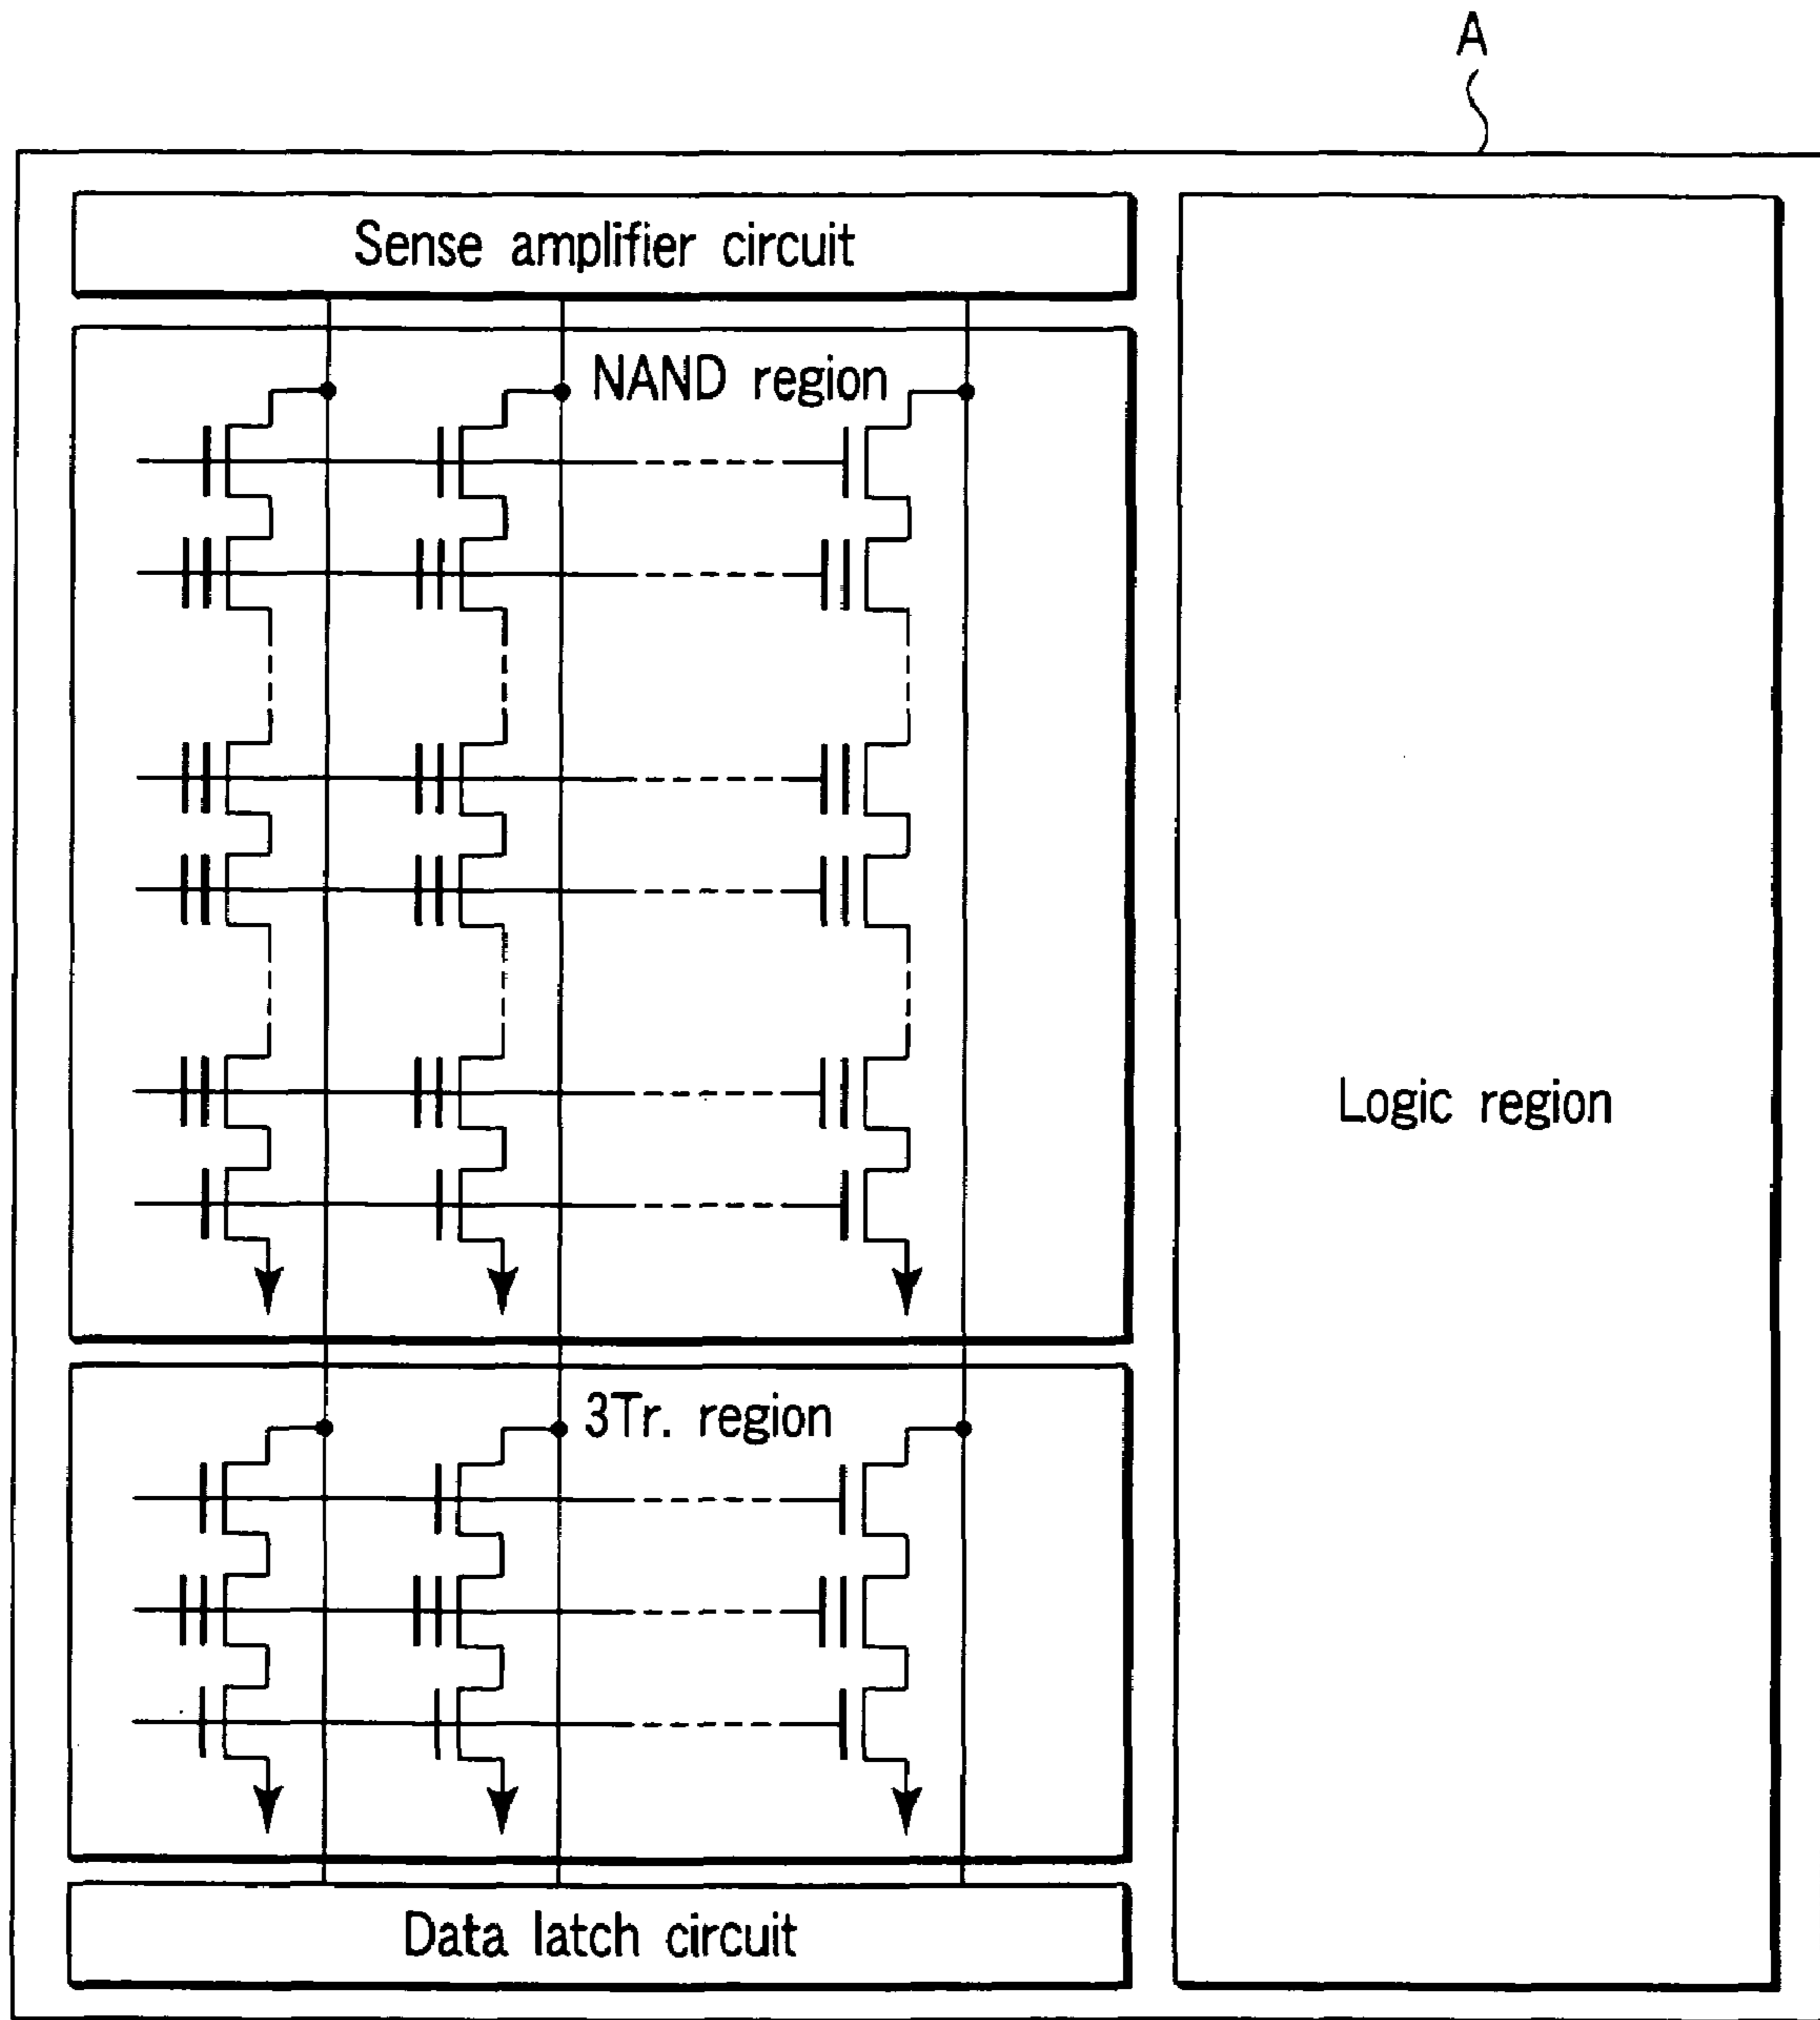 A
Sense amplifier circuit
NAND region
Logic region
3Tr. region
Data latch circuit